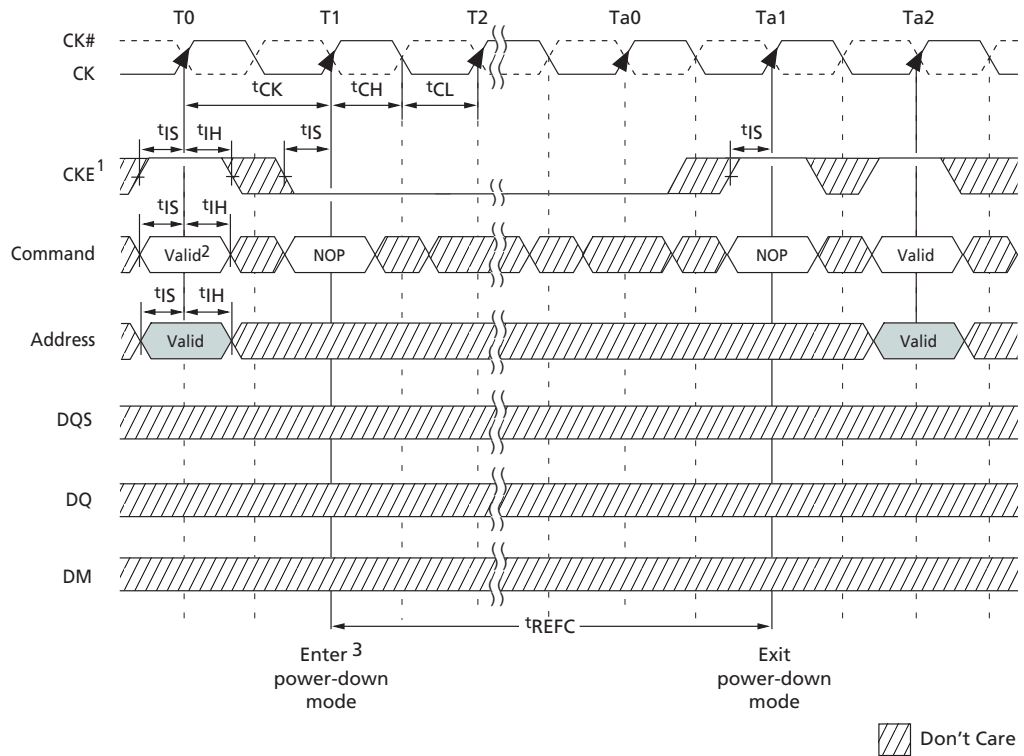 T0 T1 T2 Ta0 Ta1 Ta2
CK#
CK
tCK tCH tCL
tIS tIH tIS tIS
CKE1
tIS tIH
Command Valid2 NOP NOP Valid
tIS tIH
Address Valid Valid
DQS
DQ
DM
tREFC
Enter 3
power-down
mode
Exit
power-down
mode
Don't Care